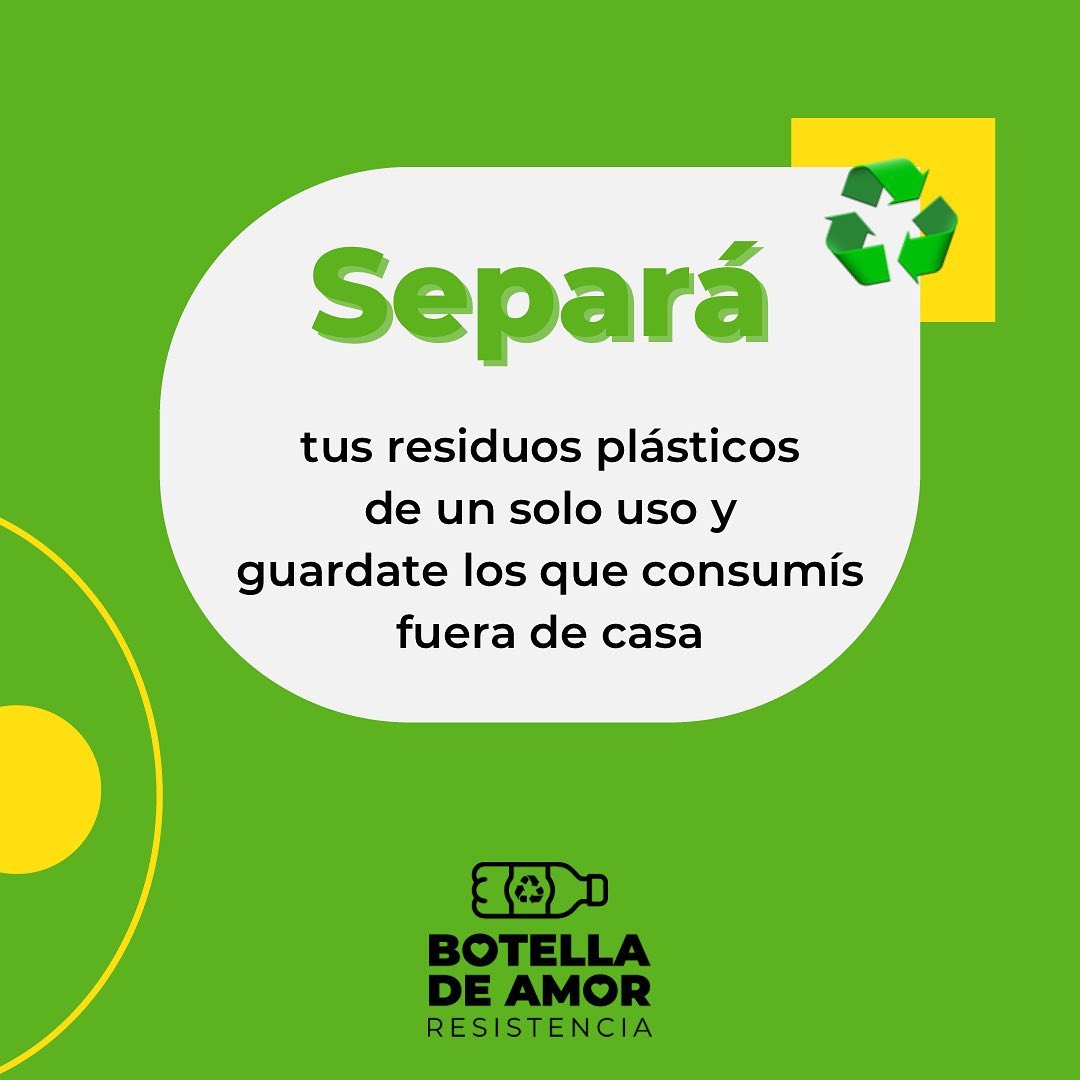 Separá
tus residuos plásticos
de un solo uso y
guardate los que consumís
fuera de casa
BOTELLA
DE AMOR
RESISTENCIA